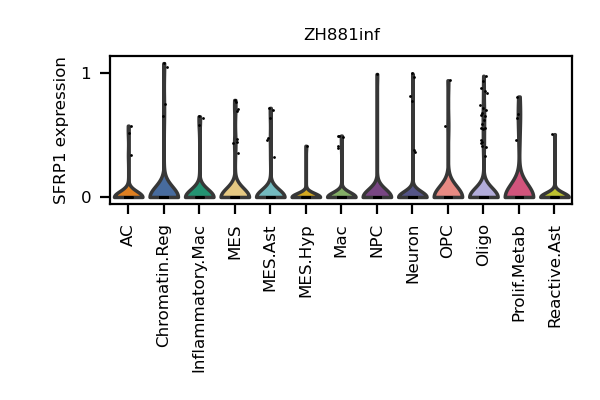 ZH881inf
SFRP1 expression
1
0
AC
Chromatin.Reg
Inflammatory.Mac
MES
MES.Ast
MES.Hyp
Mac
NPC
Neuron
OPC
Oligo
Prolif.Metab
Reactive.Ast